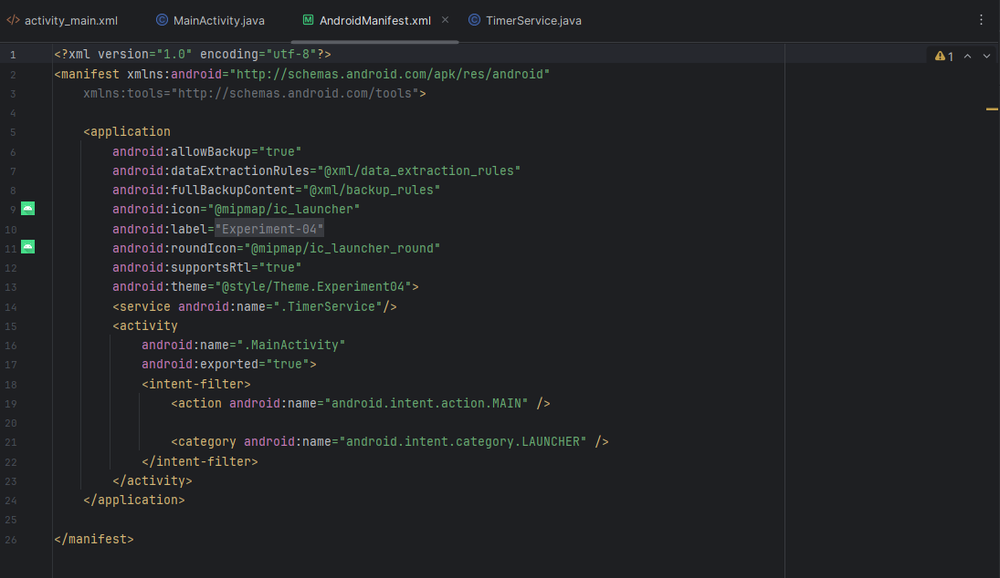 activity_main.xml MainActivity.java AndroidManifest.xml TimerService.java
1 <?xml version="1.0" encoding="utf-8"?> 1
2 <manifest xmlns:android="http://schemas.android.com/apk/res/android"
3 xmlns:tools="http://schemas.android.com/tools">
4
5 <application
6 android:allowBackup="true"
7 android:dataExtractionRules="@xml/data_extraction_rules"
8 android:fullBackupContent="@xml/backup_rules"
9 android:icon="@mipmap/ic_launcher"
10 android:label="Experiment-04"
11 android:roundIcon="@mipmap/ic_launcher_round"
12 android:supportsRtl="true"
13 android:theme="@style/Theme.Experiment04">
14 <service android:name=".TimerService"/>
15 <activity
16 android:name=".MainActivity"
17 android:exported="true">
18 <intent-filter>
19 <action android:name="android.intent.action.MAIN" />
20
21 <category android:name="android.intent.category.LAUNCHER" />
22 </intent-filter>
23 </activity>
24 </application>
25
26 </manifest>